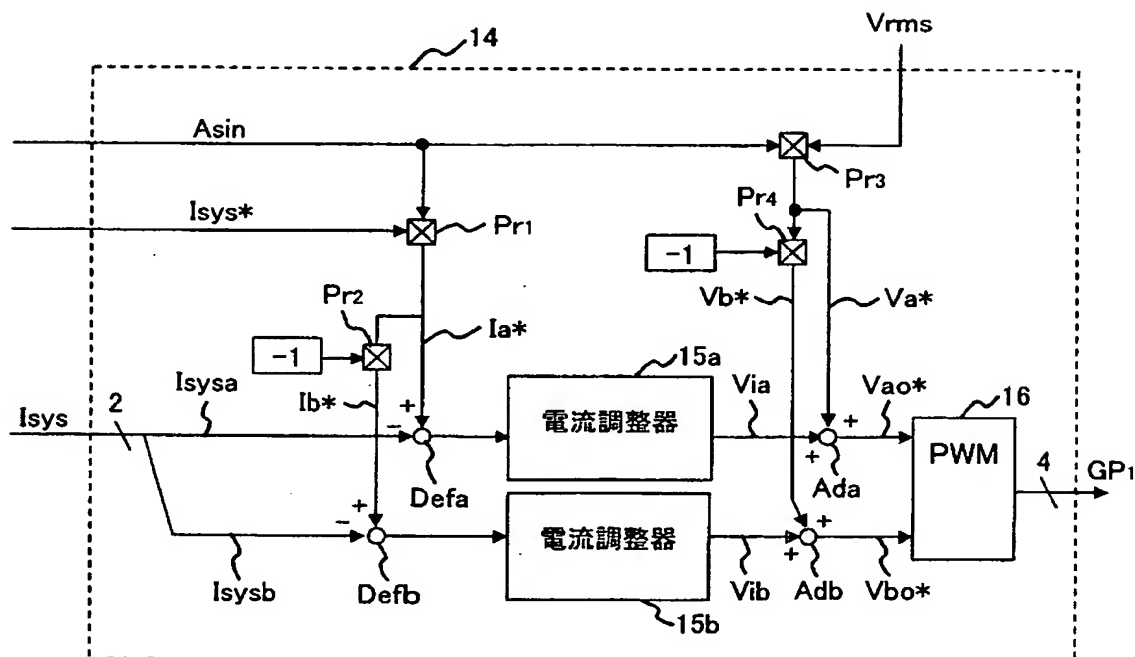 14
Vrms
Asin
Pr3
Isys*
Pr1
Pr4
-1
Vb*
Va*
Pr2
-1
Ia*
Ib*
15a
Isysa
電流調整器
Via
Vao*
16
Isys
2
+
-
+
+
PWM
Defa
Ada
4
GP1
+
-
電流調整器
+
+
Isysb
Defb
Vib
Adb
Vbo*
15b